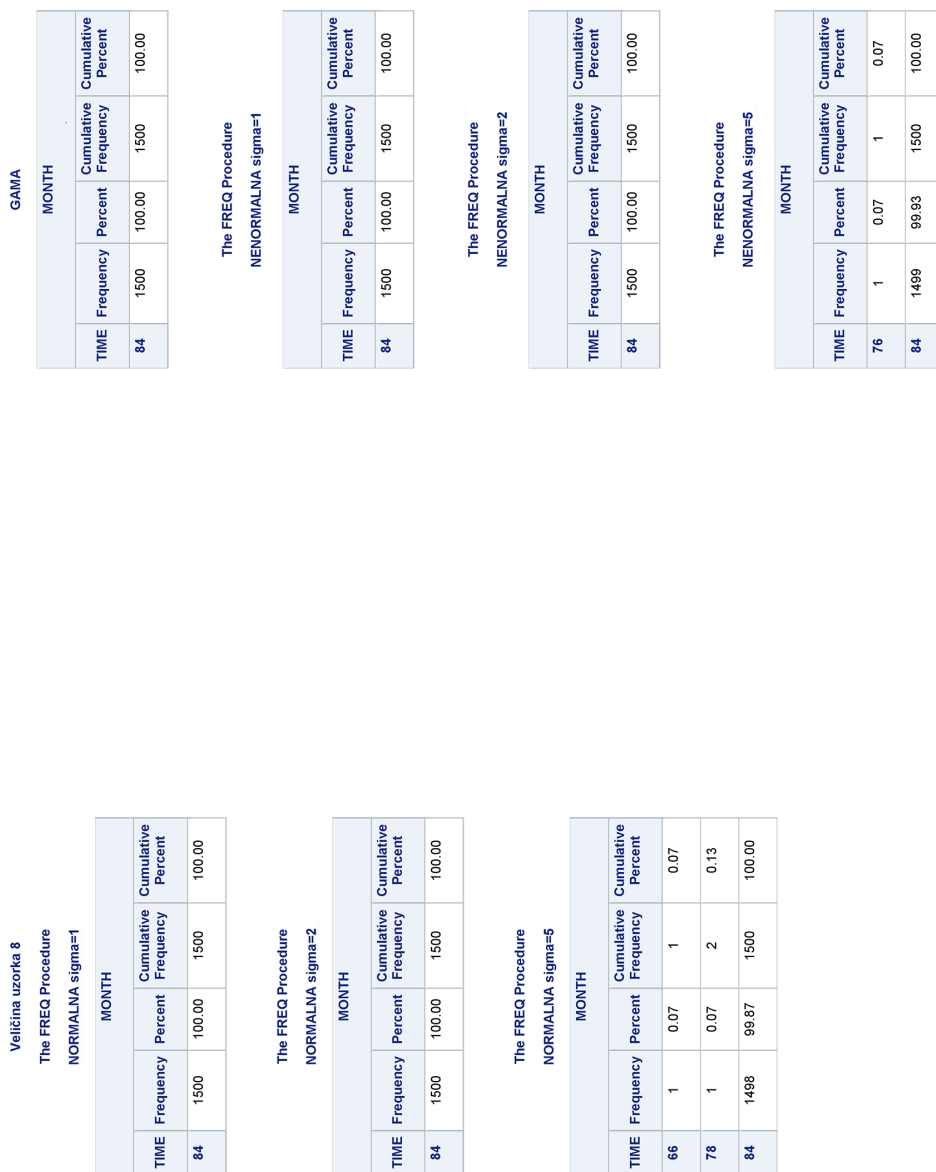 Veličina uzorka 8
The FREQ Procedure
NORMALNA sigma=1
MONTH
TIME Frequency Percent Cumulative Frequency Cumulative Percent
84 1500 100.00 1500 100.00
The FREQ Procedure
NORMALNA sigma=2
MONTH
TIME Frequency Percent Cumulative Frequency Cumulative Percent
84 1500 100.00 1500 100.00
The FREQ Procedure
NORMALNA sigma=5
MONTH
TIME Frequency Percent Cumulative Frequency Cumulative Percent
66 1 0.07 1 0.07
78 1 0.07 2 0.13
84 1498 99.87 1500 100.00
GAMA
MONTH
TIME Frequency Percent Cumulative Frequency Cumulative Percent
84 1500 100.00 1500 100.00
The FREQ Procedure
NENORMALNA sigma=1
MONTH
TIME Frequency Percent Cumulative Frequency Cumulative Percent
84 1500 100.00 1500 100.00
The FREQ Procedure
NENORMALNA sigma=2
MONTH
TIME Frequency Percent Cumulative Frequency Cumulative Percent
84 1500 100.00 1500 100.00
The FREQ Procedure
NENORMALNA sigma=5
MONTH
TIME Frequency Percent Cumulative Frequency Cumulative Percent
76 1 0.07 1 0.07
84 1499 99.93 1500 100.00